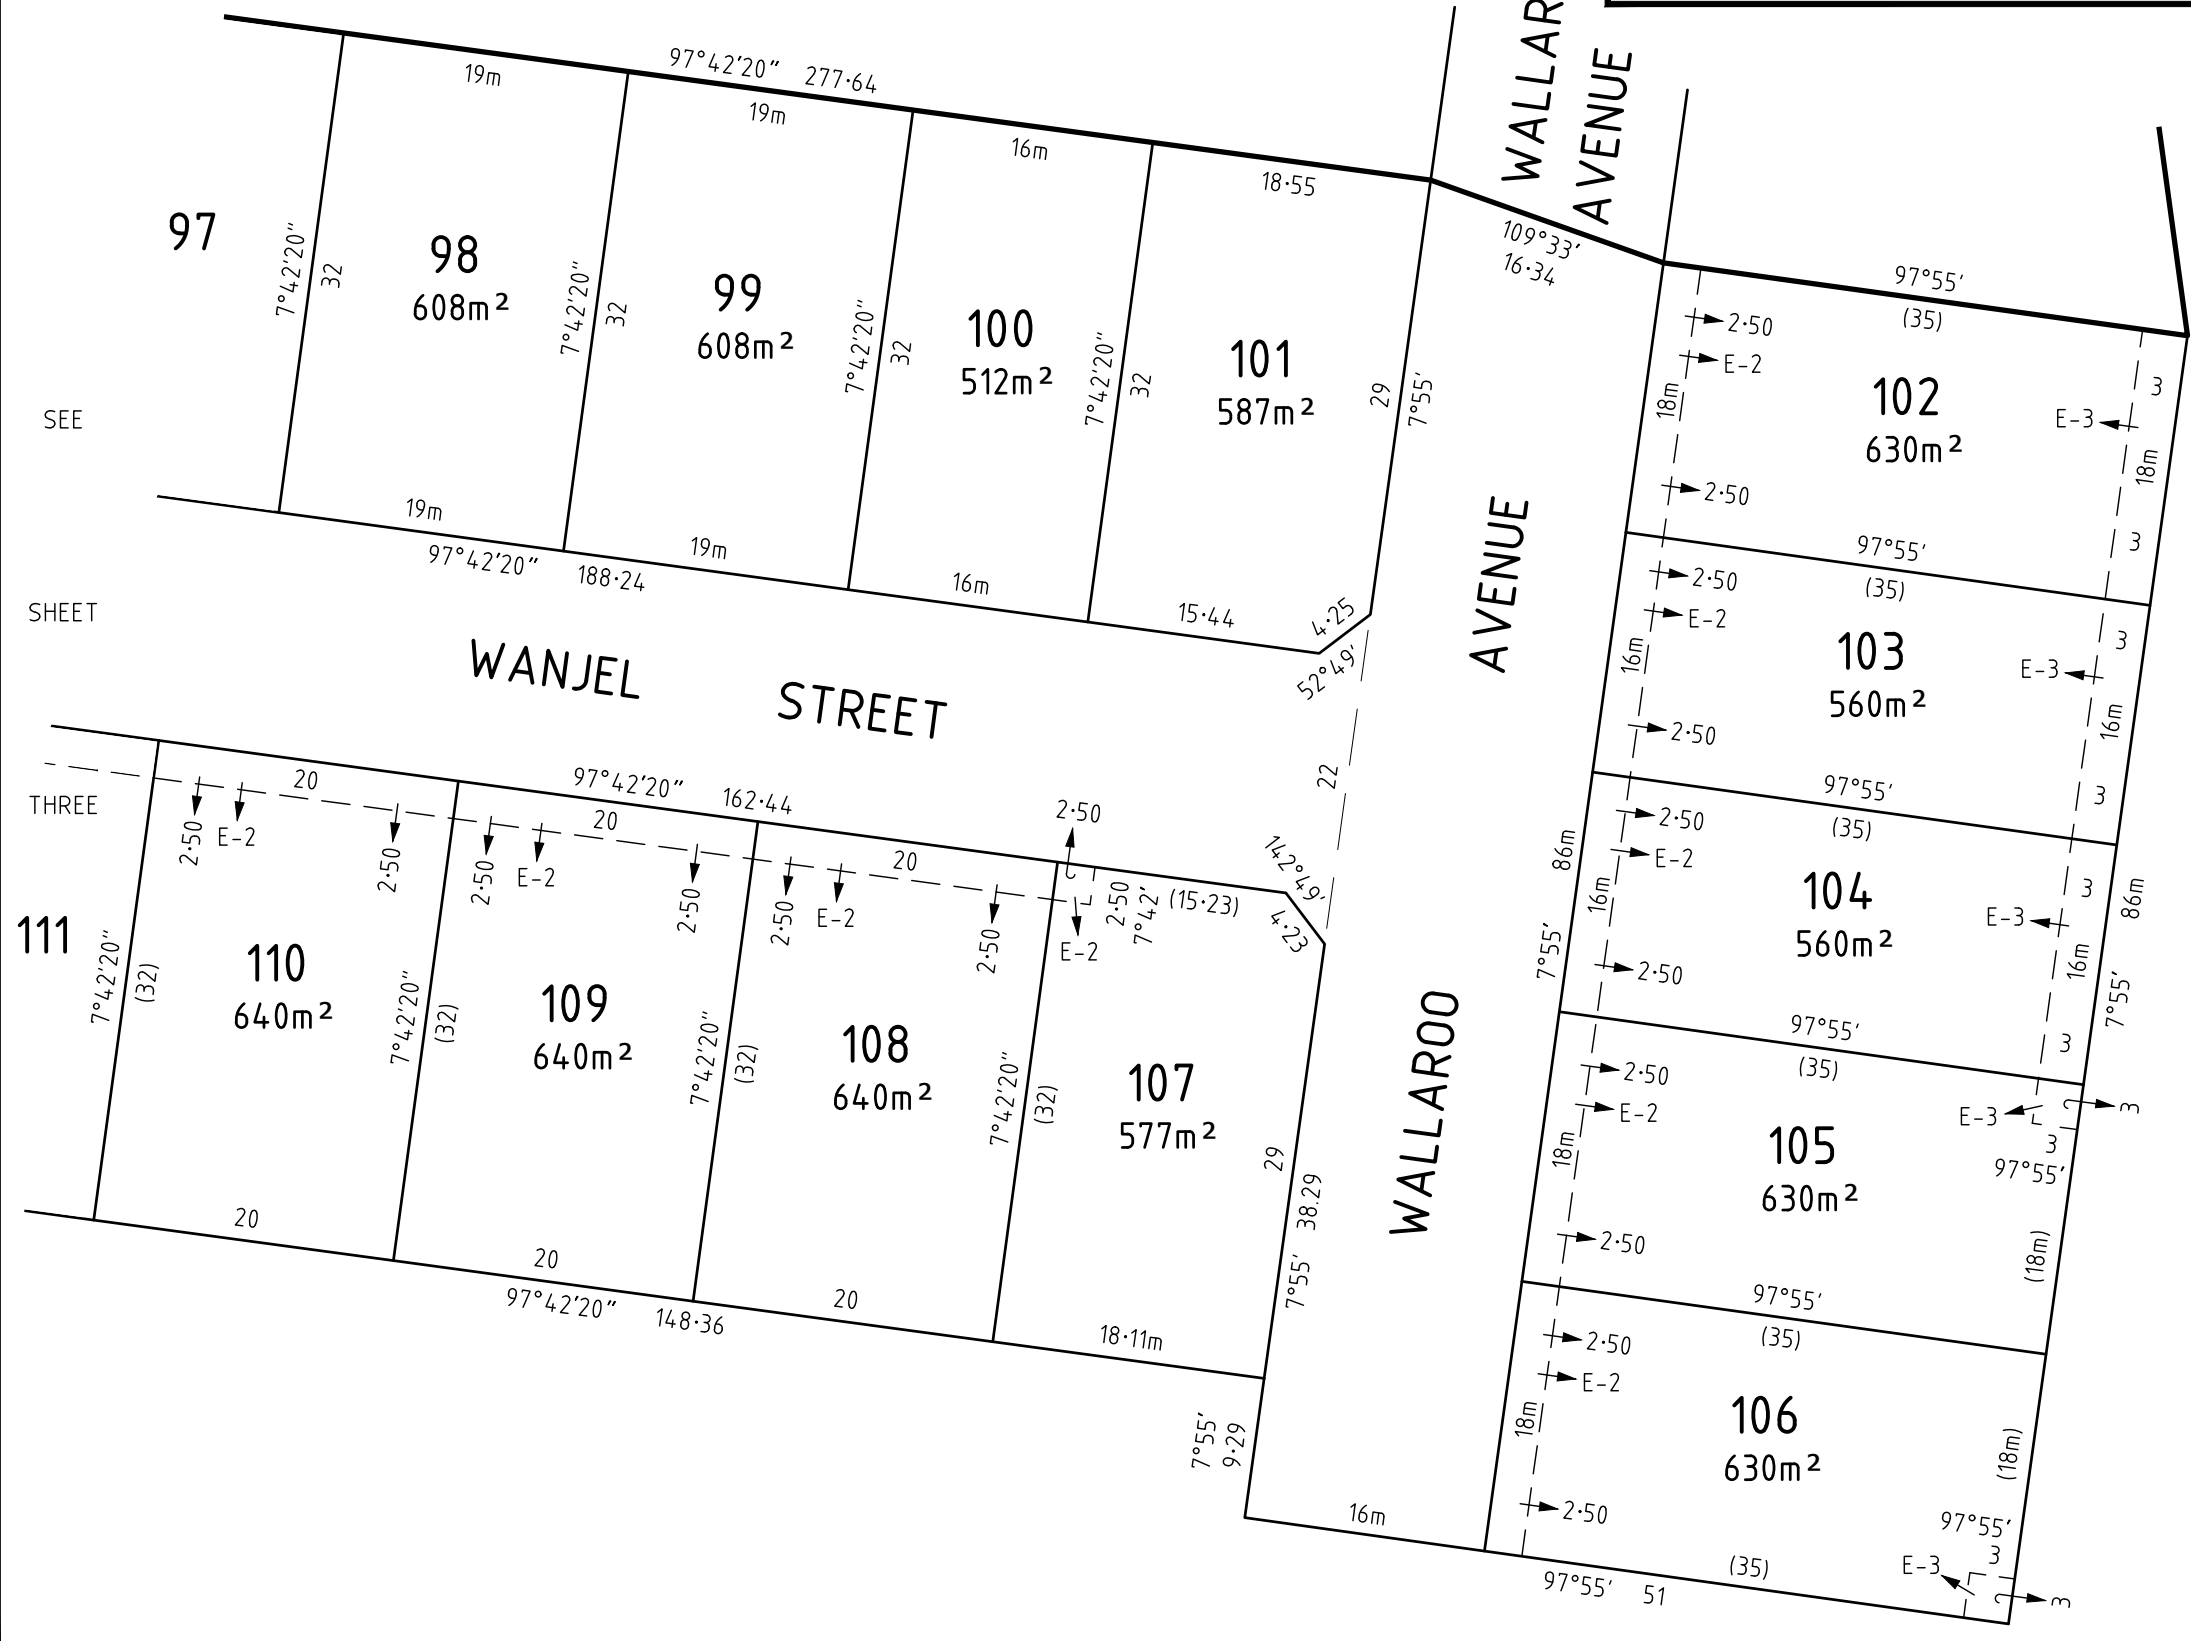 WALLAR
AVENUE
97°42'20" 277·64
19m
19m
16m
18·55
109°33'
16·34
97°55'
(35)
97
7°42'20"
32
98
608m²
7°42'20"
32
99
608m²
7°42'20"
32
100
512m²
7°42'20"
32
101
587m²
29
7°55'
2·50
E-2
18m
2·50
102
630m²
3
E-3
18m
3
SEE
19m
19m
16m
15·44
4·25
52°49'
97°42'20" 188·24
SHEET
WANJEL STREET
AVENUE
97°55'
(35)
2·50
E-2
16m
2·50
103
560m²
3
E-3
16m
3
22
THREE
20
97°42'20" 162·44
20
20
2·50
142°49'
4·23
(15·23)
2·50
7°42'
2·50
E-2
2·50
2·50
E-2
2·50
2·50
E-2
2·50
E-2
86m
7°55'
97°55'
(35)
2·50
E-2
16m
2·50
104
560m²
3
E-3
16m
3
86m
7°55'
111
7°42'20"
(32)
110
640m²
7°42'20"
(32)
109
640m²
7°42'20"
(32)
108
640m²
7°42'20"
(32)
107
577m²
29
7°55' 38.29
WALLAROO
97°55'
(35)
2·50
E-2
18m
2·50
105
630m²
E-3
3
3
97°55'
(18m)
20
20
20
18·11m
97°42'20" 148·36
97°55'
(35)
2·50
E-2
18m
2·50
106
630m²
(18m)
97°55'
3
E-3
3
7°55'
9·29
16m
(35)
97°55' 51